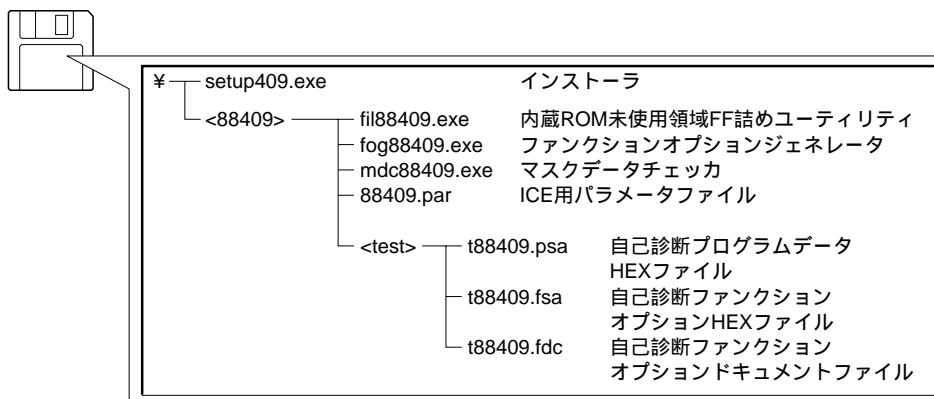 ¥ setup409.exe インストーラ
<88409> fil88409.exe 内蔵ROM未使用領域FF詰めユーティリティ
fog88409.exe ファンクションオプションジェネレータ
mdc88409.exe マスクデータチェッカ
88409.par ICE用パラメータファイル
<test> t88409.psa 自己診断プログラムデータ
HEXファイル
t88409.fsa 自己診断ファンクション
オプションHEXファイル
t88409.fdc 自己診断ファンクション
オプションドキュメントファイル